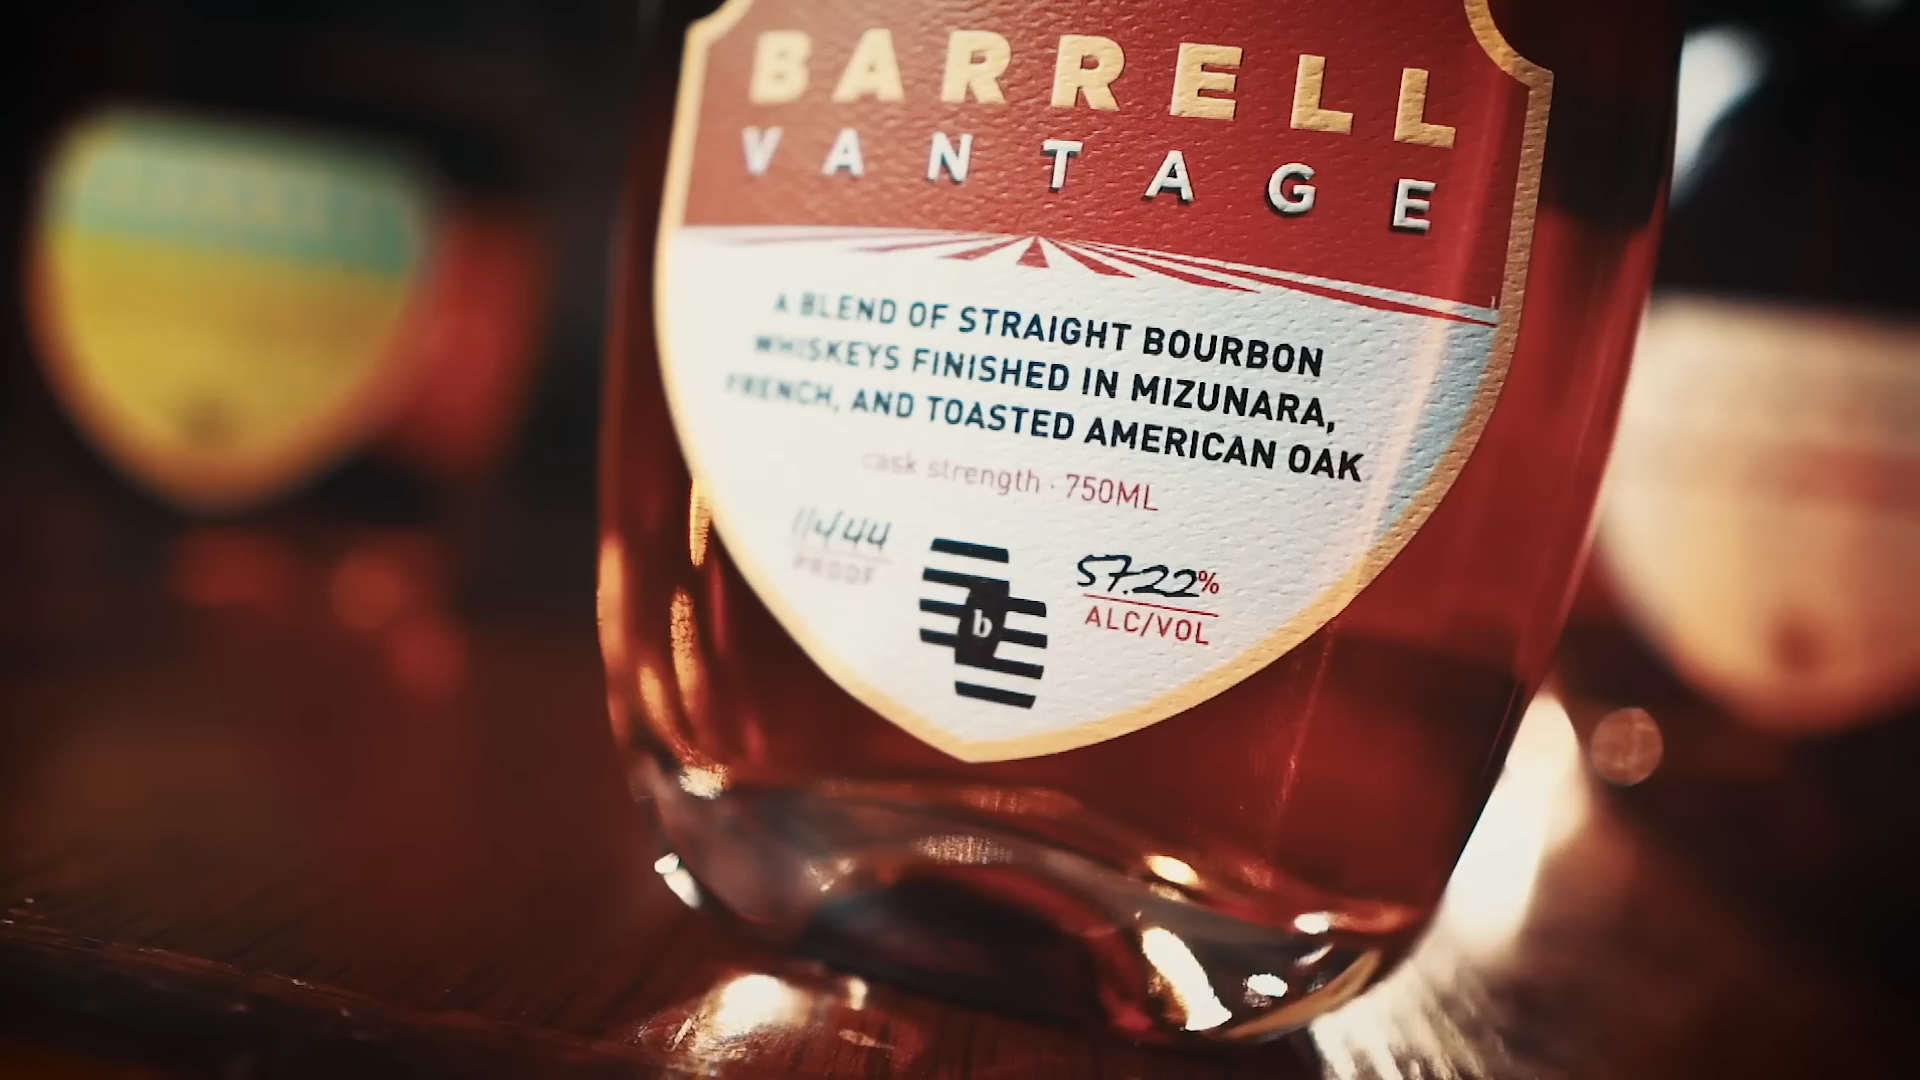 BARRELL
VANTAGE
A BLEND OF STRAIGHT BOURBON
WHISKEYS FINISHED IN MIZUNARA,
FRENCH, AND TOASTED AMERICAN OAK
cask strength · 750ML
114.44
PROOF
b
57.22%
ALC/VOL